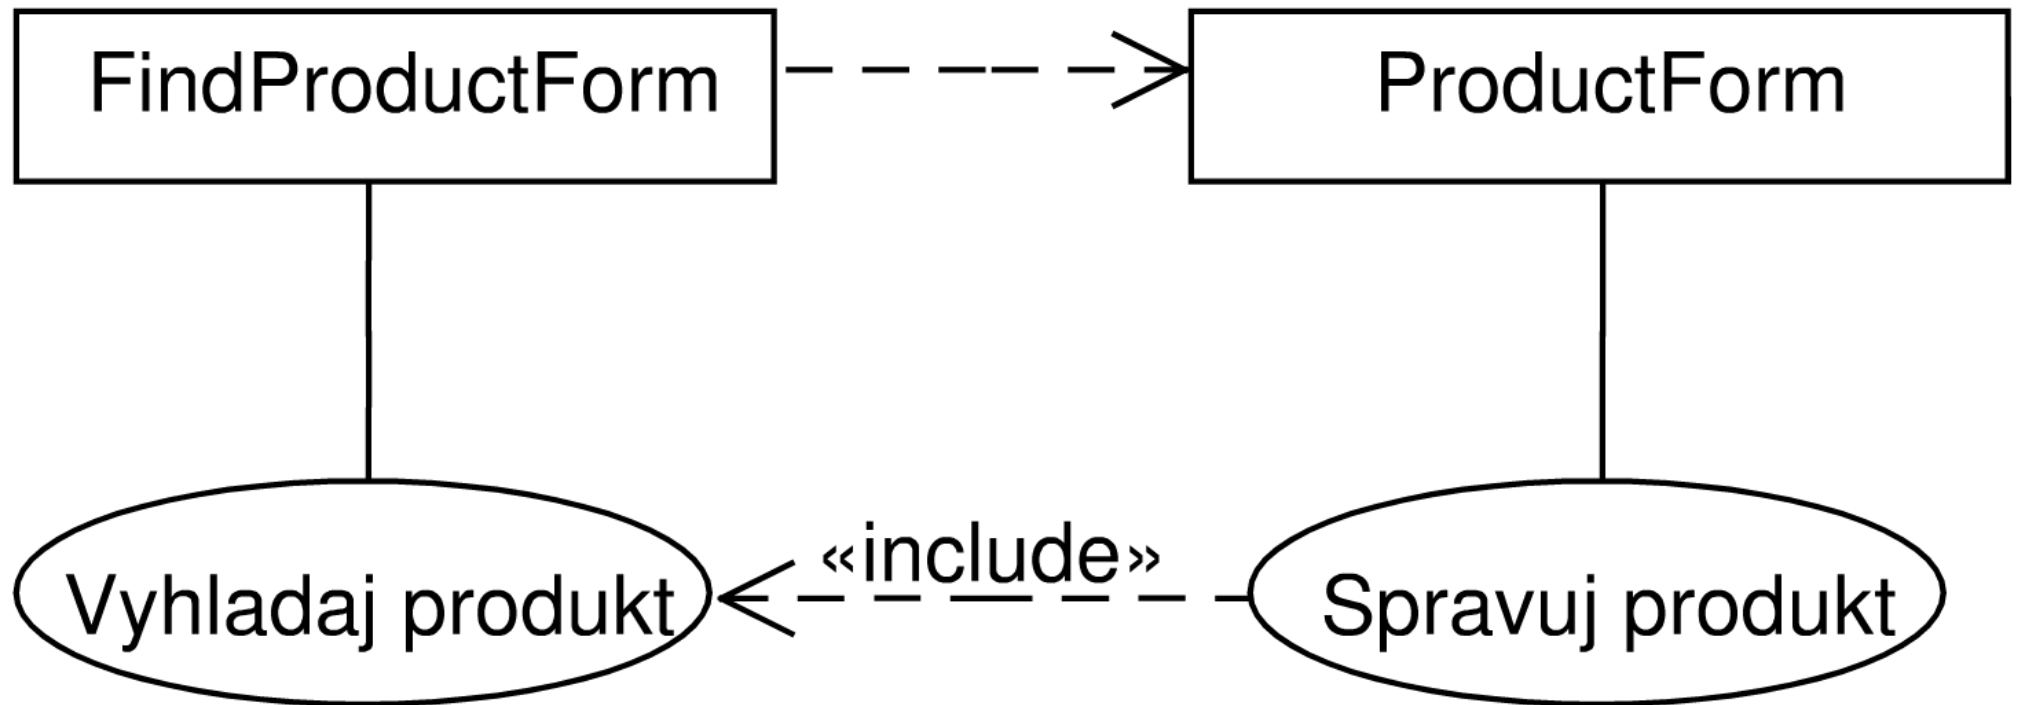 FindProductForm
ProductForm
«include»
Vyhladaj produkt
Spravuj produkt